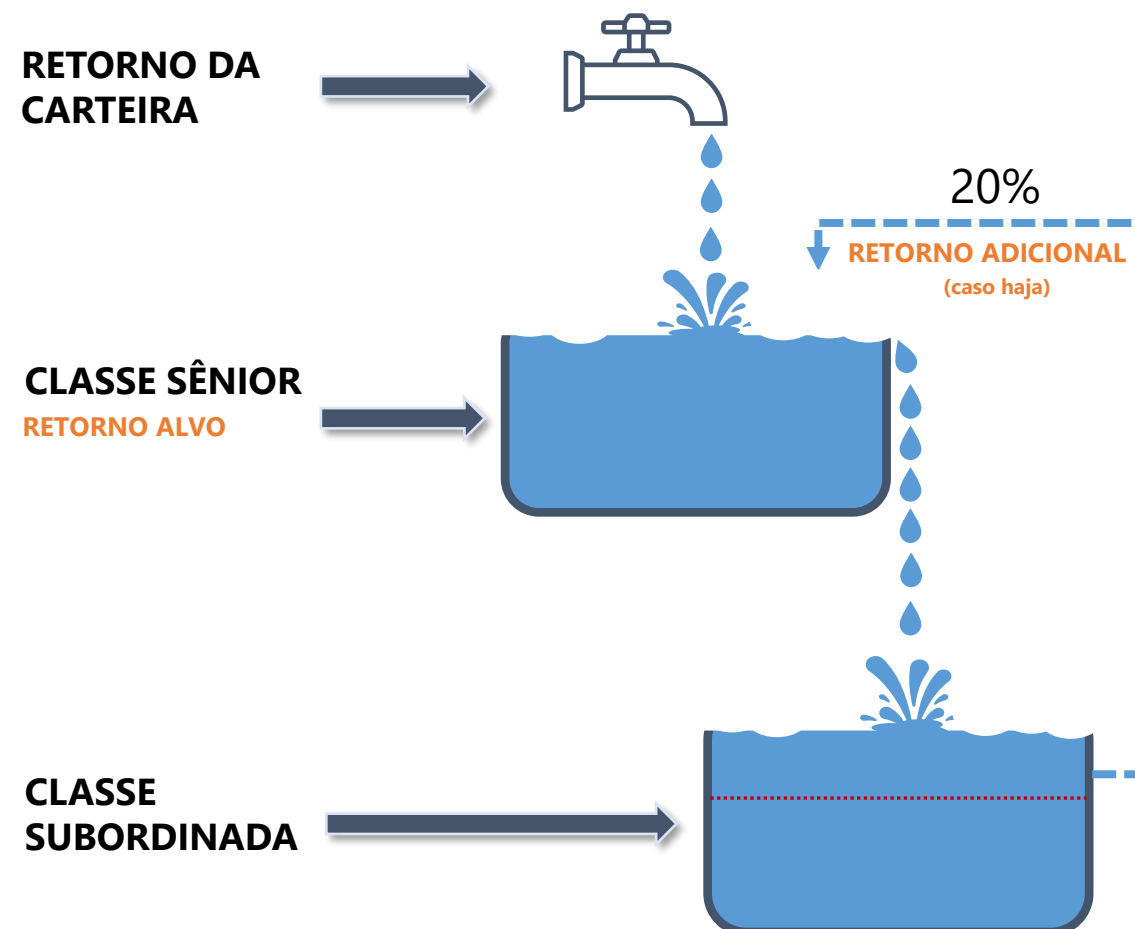 RETORNO DA
CARTEIRA
20%
RETORNO ADICIONAL
(caso haja)
CLASSE SÊNIOR
RETORNO ALVO
CLASSE
SUBORDINADA